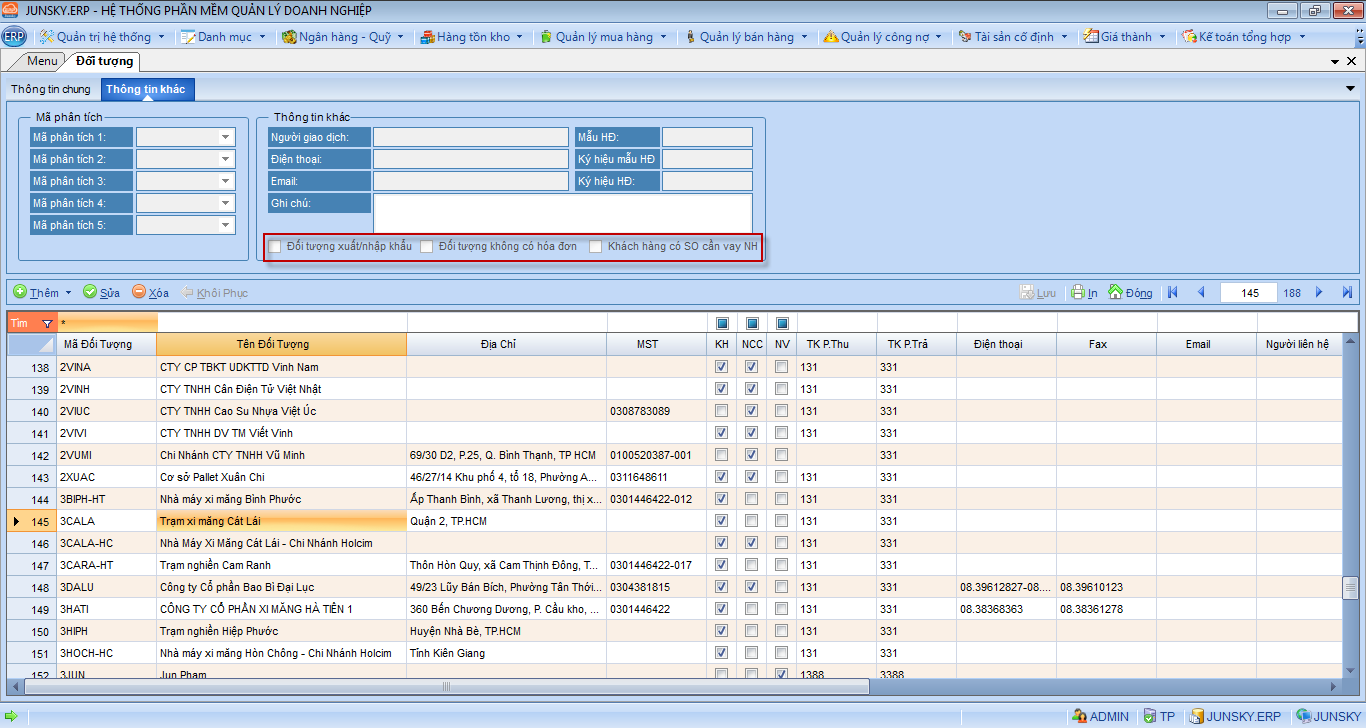 JUNSKY.ERP - HỆ THỐNG PHẦN MỀM QUẢN LÝ DOANH NGHIỆP
ERP Quản trị hệ thống Danh mục Ngân hàng - Quỹ Hàng tồn kho Quản lý mua hàng Quản lý bán hàng Quản lý công nợ Tài sản cố định Giá thành Kế toán tổng hợp
Menu Đối tượng
Thông tin chung Thông tin khác
Mã phân tích Thông tin khác
Mã phân tích 1: Người giao dịch: Mẫu HĐ:
Mã phân tích 2: Điện thoại: Ký hiệu mẫu HĐ
Mã phân tích 3: Email: Ký hiệu HĐ:
Mã phân tích 4: Ghi chú:
Mã phân tích 5:
Đối tượng xuất/nhập khẩu Đối tượng không có hóa đơn Khách hàng có SO cần vay NH
Thêm Sửa Xóa Khôi Phục Lưu In Đóng 145 188
Tìm *
Mã Đối Tượng Tên Đối Tượng Địa Chỉ MST KH NCC NV TK P.Thu TK P.Trả Điện thoại Fax Email Người liên hệ
138 2VINA CTY CP TBKT UDKTTD Vinh Nam 131 331
139 2VINH CTY TNHH Cân Điện Tử Việt Nhật 131 331
140 2VIUC CTY TNHH Cao Su Nhựa Việt Úc 0308783089 131 331
141 2VIVI CTY TNHH DV TM Viết Vinh 131 331
142 2VUMI Chi Nhánh CTY TNHH Vũ Minh 69/30 D2, P.25, Q. Bình Thạnh, TP HCM 0100520387-001 331
143 2XUAC Cơ sở Pallet Xuân Chi 46/27/14 Khu phố 4, tổ 18, Phường A... 0311648611 131 331
144 3BIPH-HT Nhà máy xi măng Bình Phước Ấp Thanh Bình, xã Thanh Lương, thị x... 0301446422-012 131 331
145 3CALA Trạm xi măng Cát Lái Quận 2, TP.HCM 131 331
146 3CALA-HC Nhà Máy Xi Măng Cát Lái - Chi Nhánh Holcim 131 331
147 3CARA-HT Trạm nghiền Cam Ranh Thôn Hòn Quy, xã Cam Thịnh Đông, T... 0301446422-017 131 331
148 3DALU Công ty Cổ phần Bao Bì Đại Lục 49/23 Lũy Bán Bích, Phường Tân Thới... 0304381815 131 331 08.39612827-08.... 08.39610123
149 3HATI CÔNG TY CỔ PHẦN XI MĂNG HÀ TIÊN 1 360 Bến Chương Dương, P. Cầu kho, ... 0301446422 131 331 08.38368363 08.38361278
150 3HIPH Trạm nghiền Hiệp Phước Huyện Nhà Bè, TP.HCM 131 331
151 3HOCH-HC Nhà máy xi măng Hòn Chông - Chi Nhánh Holcim Tỉnh Kiên Giang 131 331
152 3JUN Jun Phạm 1388 3388
ADMIN TP JUNSKY.ERP JUNSKY